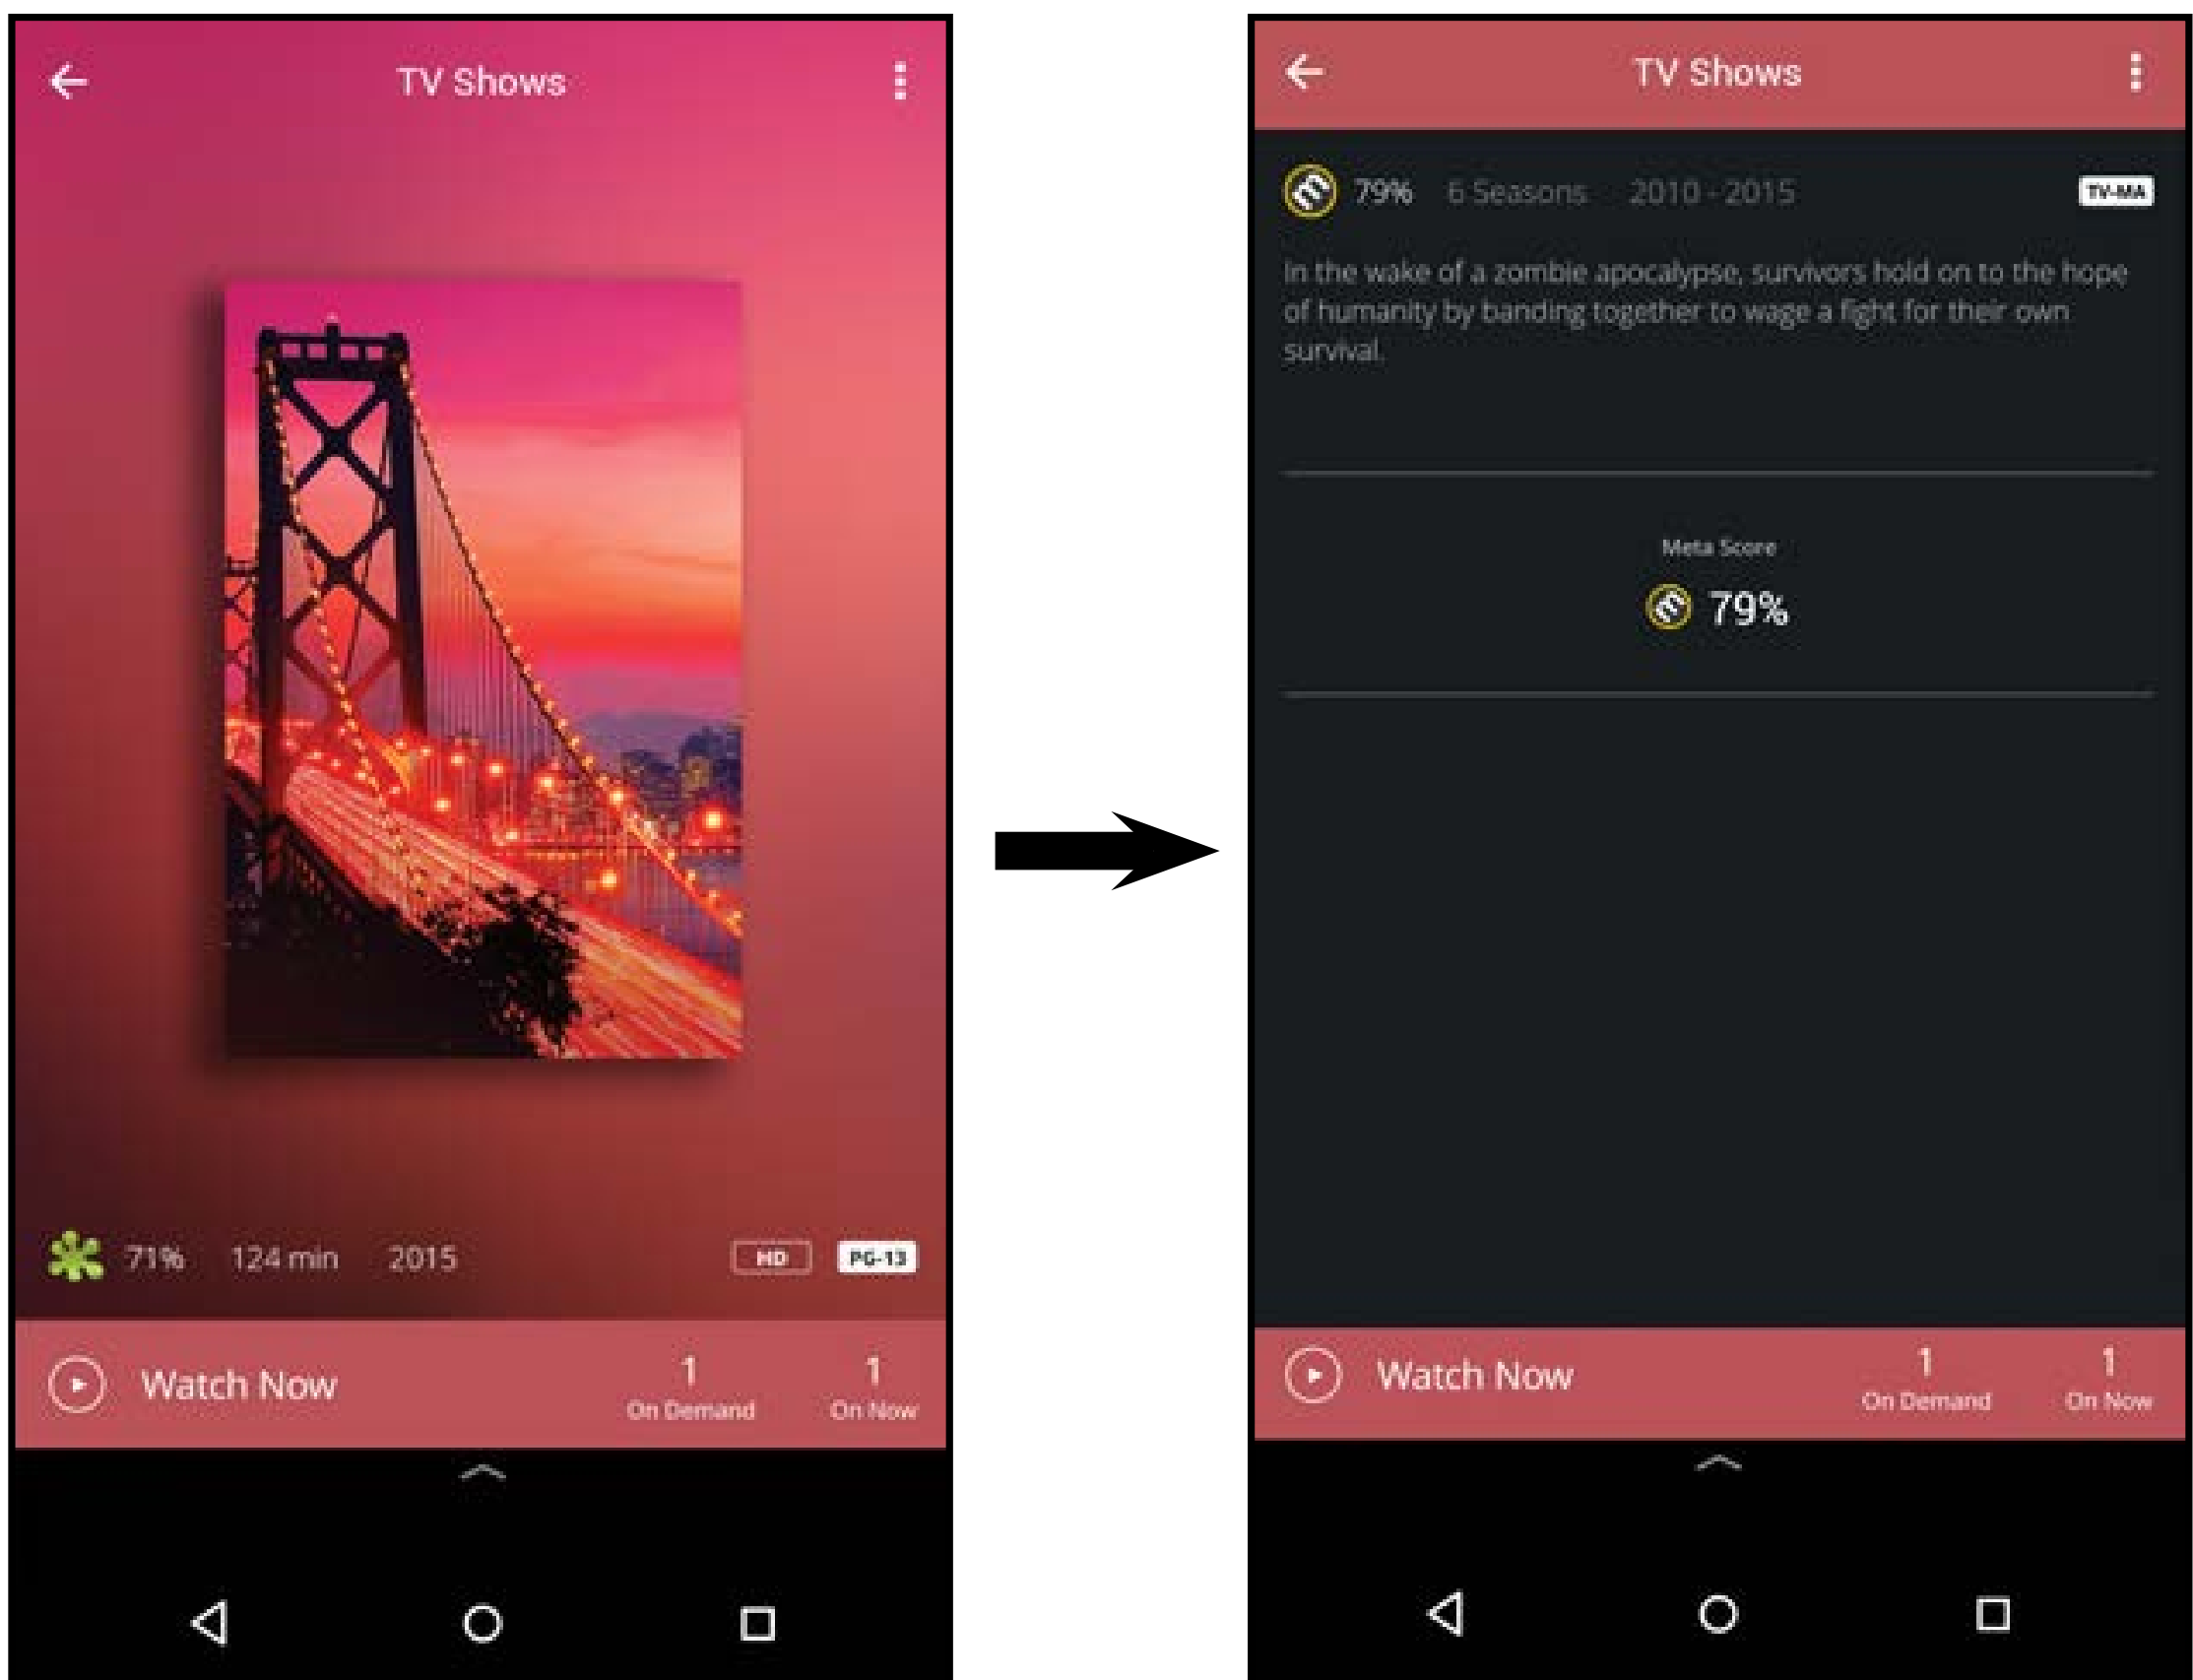 TV Shows
71% 124 min 2015 HD PG-13
Watch Now
1 1
On Demand On Now
TV Shows
m 79% 6 Seasons 2010 - 2015 TV-MA
In the wake of a zombie apocalypse, survivors hold on to the hope
of humanity by banding together to wage a fight for their own
survival.
Meta Score
m 79%
Watch Now
1 1
On Demand On Now